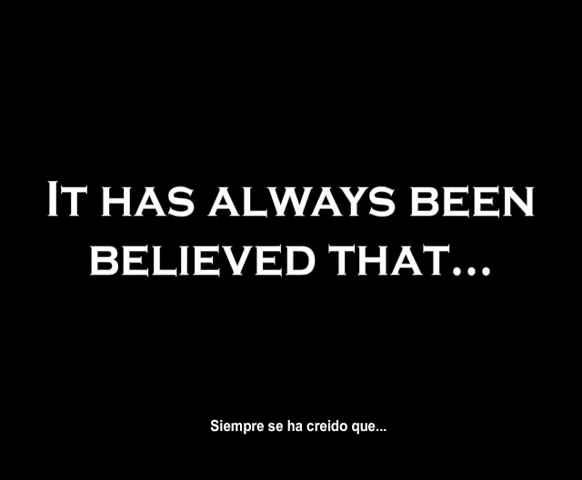 IT HAS ALWAYS BEEN
BELIEVED THAT...
Siempre se ha creido que...